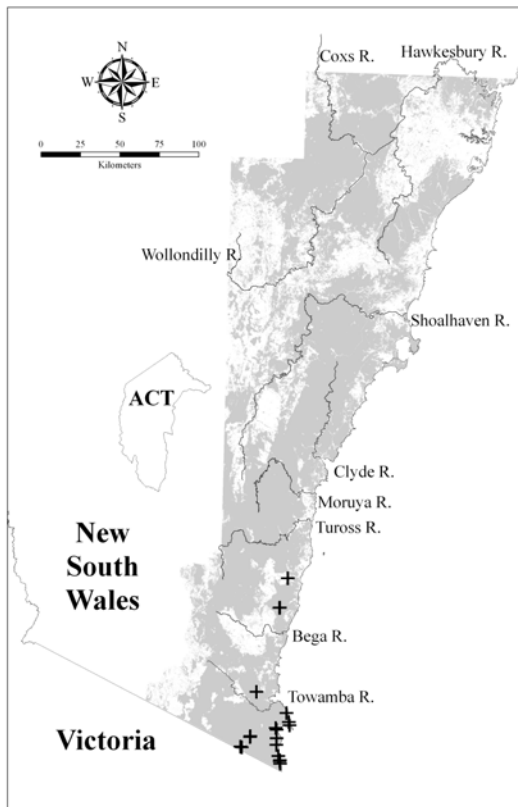 Coxs R.
Hawkesbury R.
N
W
E
S
0 25 50 75 100
Kilometers
Wollondilly R.
Shoalhaven R.
ACT
Clyde R.
Moruya R.
Tuross R.
New
South
Wales
Bega R.
Towamba R.
Victoria